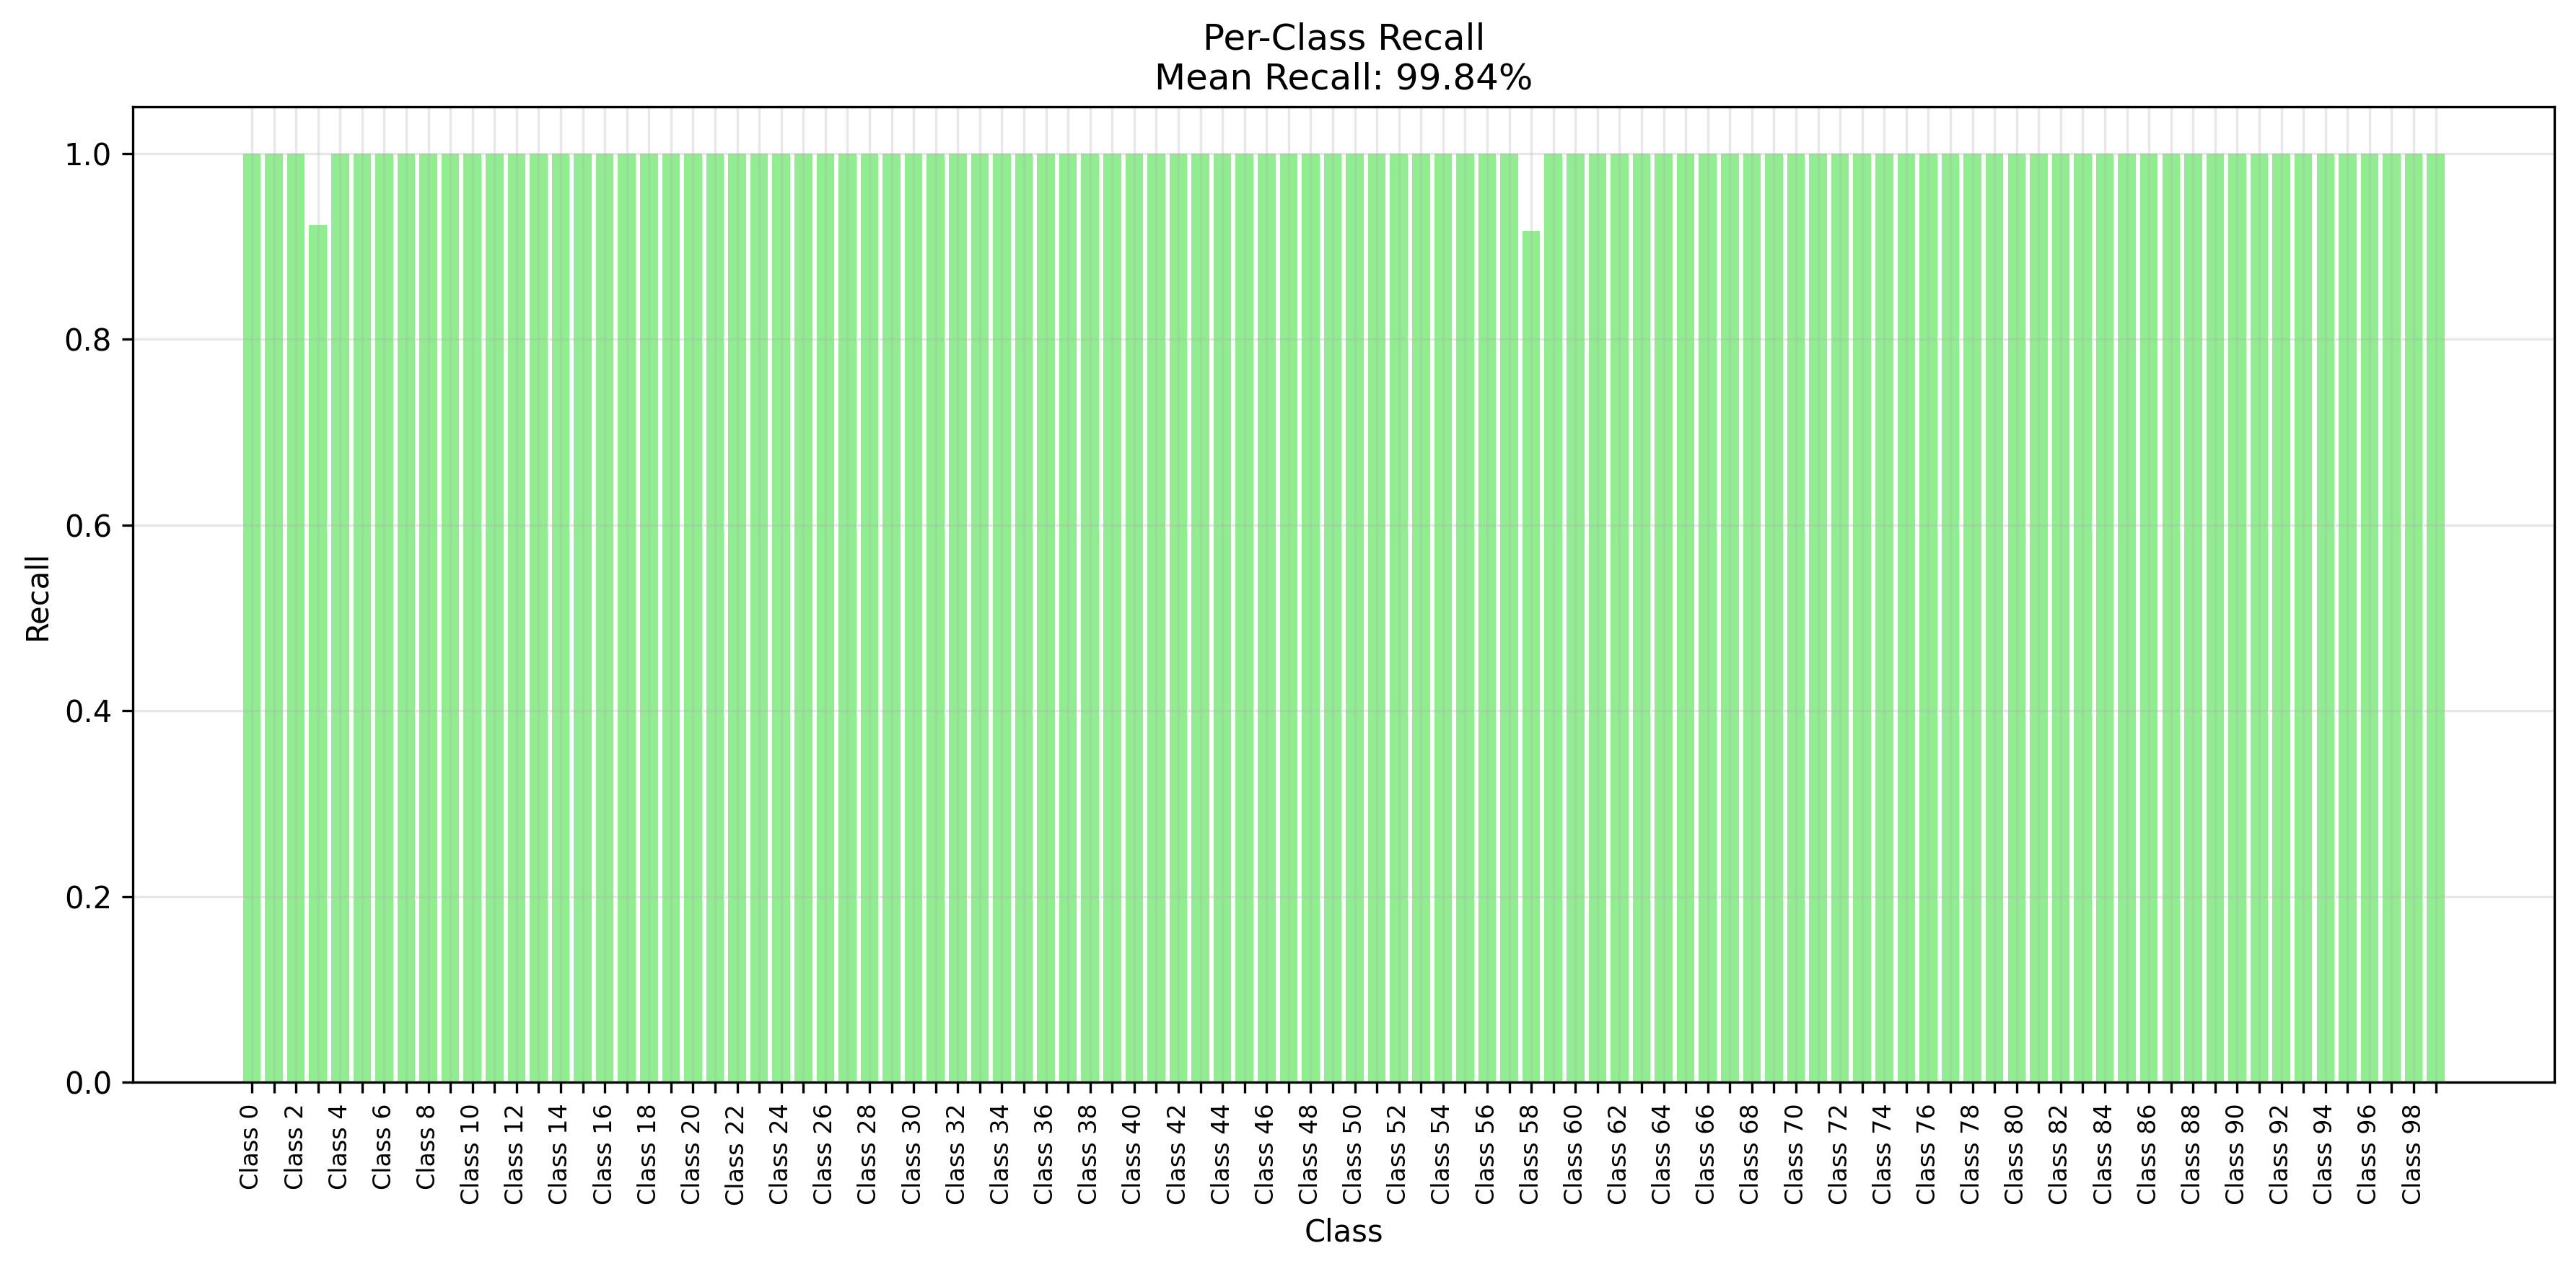 Per-Class Recall
Mean Recall: 99.84%
1.0
0.8
0.6
0.4
0.2
0.0
Recall
Class 0
Class 2
Class 4
Class 6
Class 8
Class 10
Class 12
Class 14
Class 16
Class 18
Class 20
Class 22
Class 24
Class 26
Class 28
Class 30
Class 32
Class 34
Class 36
Class 38
Class 40
Class 42
Class 44
Class 46
Class 48
Class 50
Class 52
Class 54
Class 56
Class 58
Class 60
Class 62
Class 64
Class 66
Class 68
Class 70
Class 72
Class 74
Class 76
Class 78
Class 80
Class 82
Class 84
Class 86
Class 88
Class 90
Class 92
Class 94
Class 96
Class 98
Class